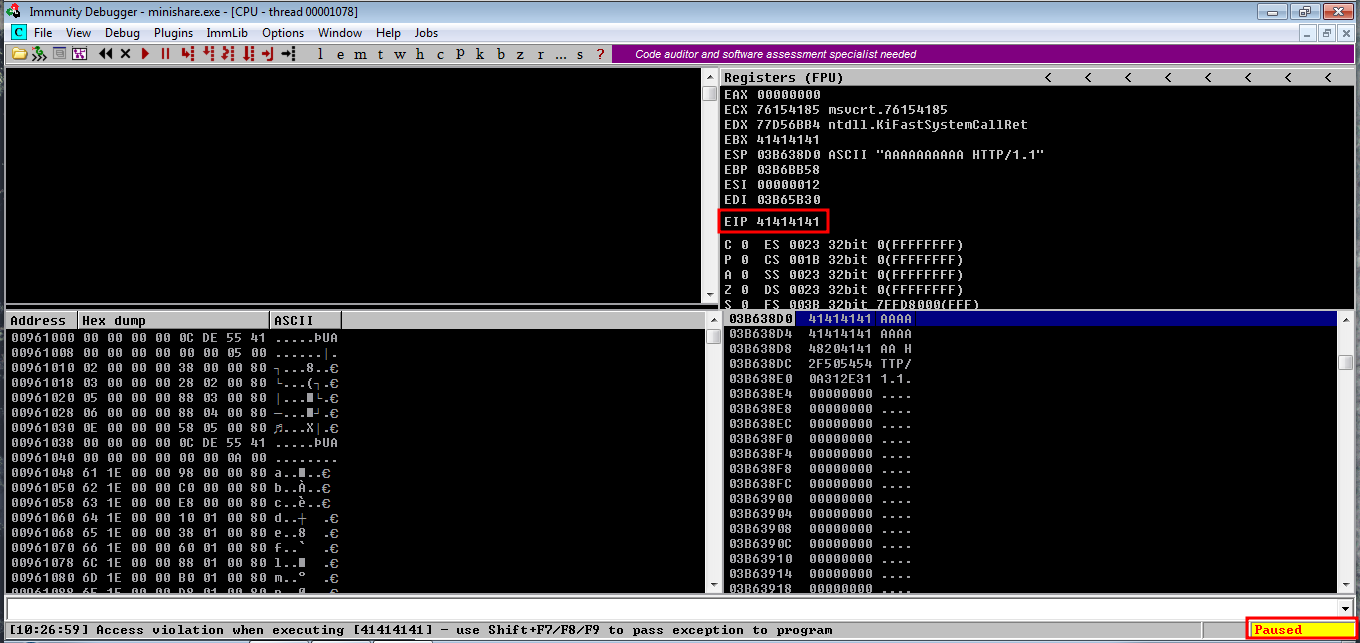 Immunity Debugger - minishare.exe - [CPU - thread 00001078]
C File View Debug Plugins ImmLib Options Window Help Jobs
l e m t w h c P k b z r ... s ? Code auditor and software assessment specialist needed
Registers (FPU) < < < < < < < <
EAX 00000000
ECX 76154185 msvcrt.76154185
EDX 77D56BB4 ntdll.KiFastSystemCallRet
EBX 41414141
ESP 03B638D0 ASCII "AAAAAAAAAA HTTP/1.1"
EBP 03B6BB58
ESI 00000012
EDI 03B65B30
EIP 41414141
C 0 ES 0023 32bit 0(FFFFFFFF)
P 0 CS 001B 32bit 0(FFFFFFFF)
A 0 SS 0023 32bit 0(FFFFFFFF)
Z 0 DS 0023 32bit 0(FFFFFFFF)
S 0 FS 003B 32bit 7FFD8000(FFF)
Address Hex dump ASCII
00961000 00 00 00 00 0C DE 55 41 .....ÞUA
00961008 00 00 00 00 00 00 05 00 ......|.
00961010 02 00 00 00 38 00 00 80 ┐...8..€
00961018 03 00 00 00 28 02 00 80 └...(┐.€
00961020 05 00 00 00 88 03 00 80 |...█└.€
00961028 06 00 00 00 88 04 00 80 ─...█┘.€
00961030 0E 00 00 00 58 05 00 80 ♬...X|.€
00961038 00 00 00 00 0C DE 55 41 .....ÞUA
00961040 00 00 00 00 00 00 0A 00 ........
00961048 61 1E 00 00 98 00 00 80 a..█..€
00961050 62 1E 00 00 C0 00 00 80 b..À..€
00961058 63 1E 00 00 E8 00 00 80 c..è..€
00961060 64 1E 00 00 10 01 00 80 d..┼ .€
00961068 65 1E 00 00 38 01 00 80 e..8 .€
00961070 66 1E 00 00 60 01 00 80 f..` .€
00961078 6C 1E 00 00 88 01 00 80 l..█ .€
00961080 6D 1E 00 00 B0 01 00 80 m..° .€
00961088 6E 1E 00 00 D8 01 00 80
03B638D0 41414141 AAAA
03B638D4 41414141 AAAA
03B638D8 48204141 AA H
03B638DC 2F505454 TTP/
03B638E0 0A312E31 1.1.
03B638E4 00000000 ....
03B638E8 00000000 ....
03B638EC 00000000 ....
03B638F0 00000000 ....
03B638F4 00000000 ....
03B638F8 00000000 ....
03B638FC 00000000 ....
03B63900 00000000 ....
03B63904 00000000 ....
03B63908 00000000 ....
03B6390C 00000000 ....
03B63910 00000000 ....
03B63914 00000000 ....
03B63918 00000000 ....
[10:26:59] Access violation when executing [41414141] - use Shift+F7/F8/F9 to pass exception to program
Paused